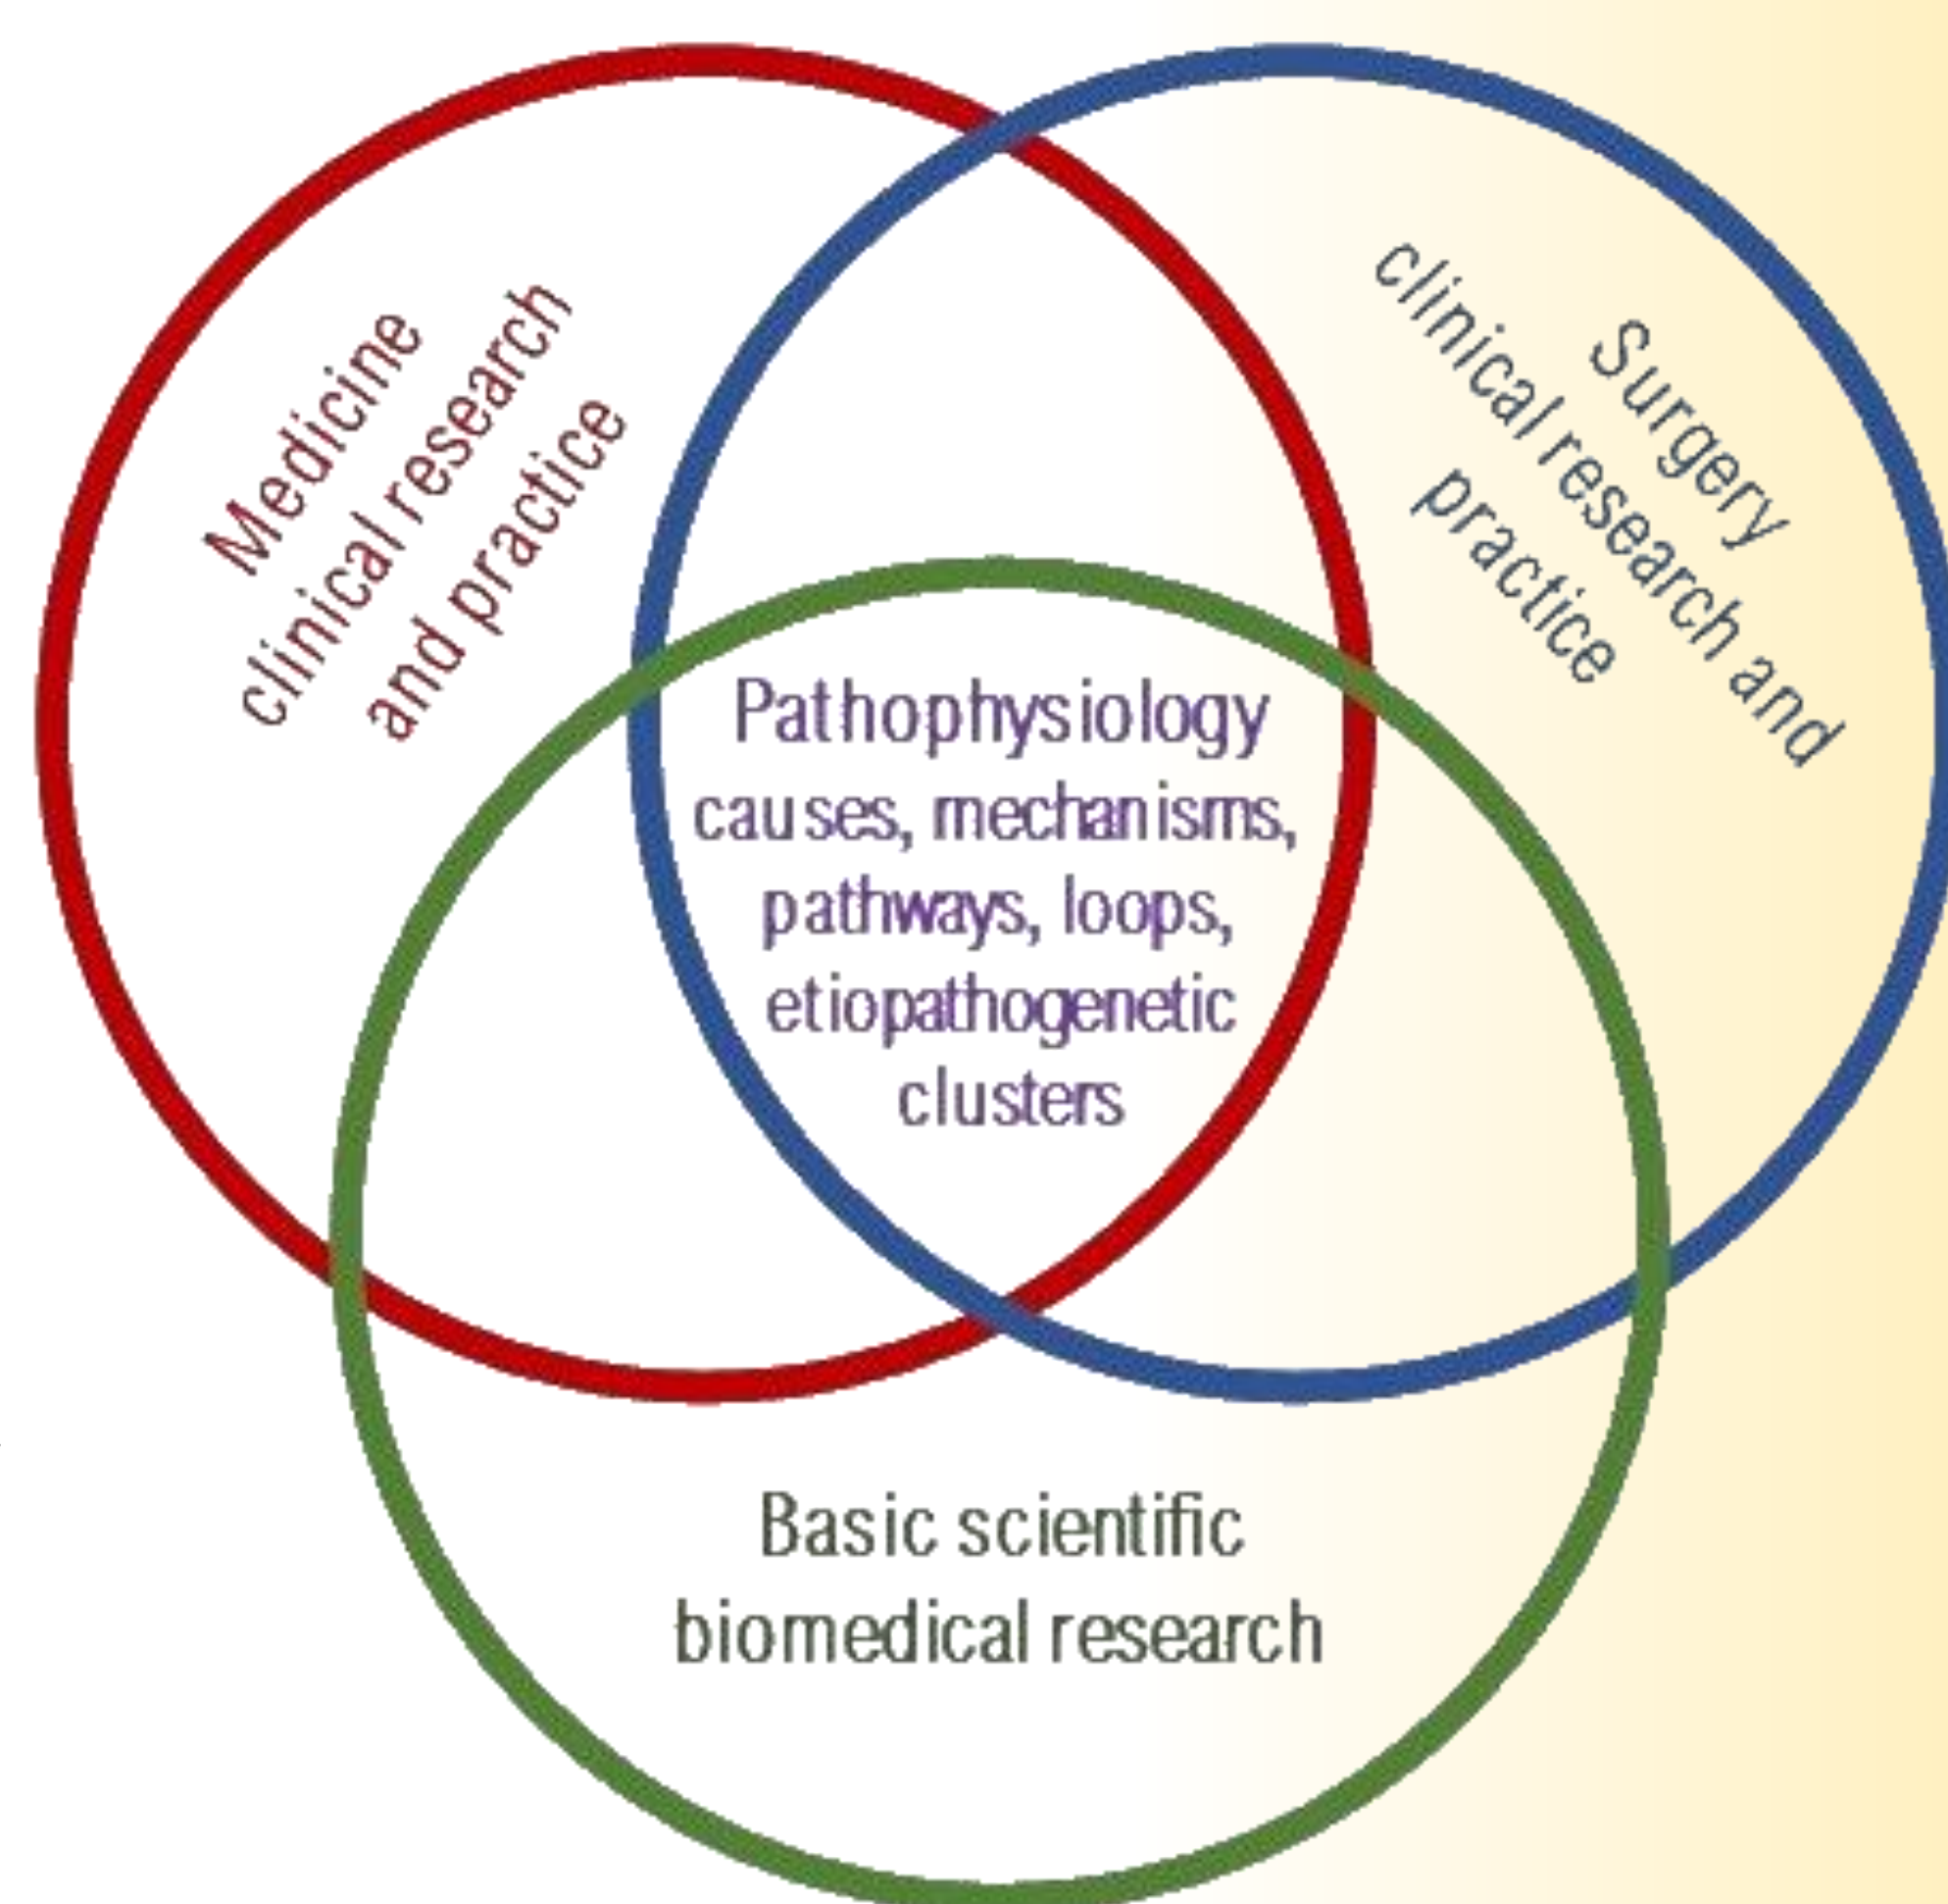 Medicine
clinical research
and practice
Surgery
clinical research and
practice
Pathophysiology
causes, mechanisms,
pathways, loops,
etiopathogenetic
clusters
Basic scientific
biomedical research